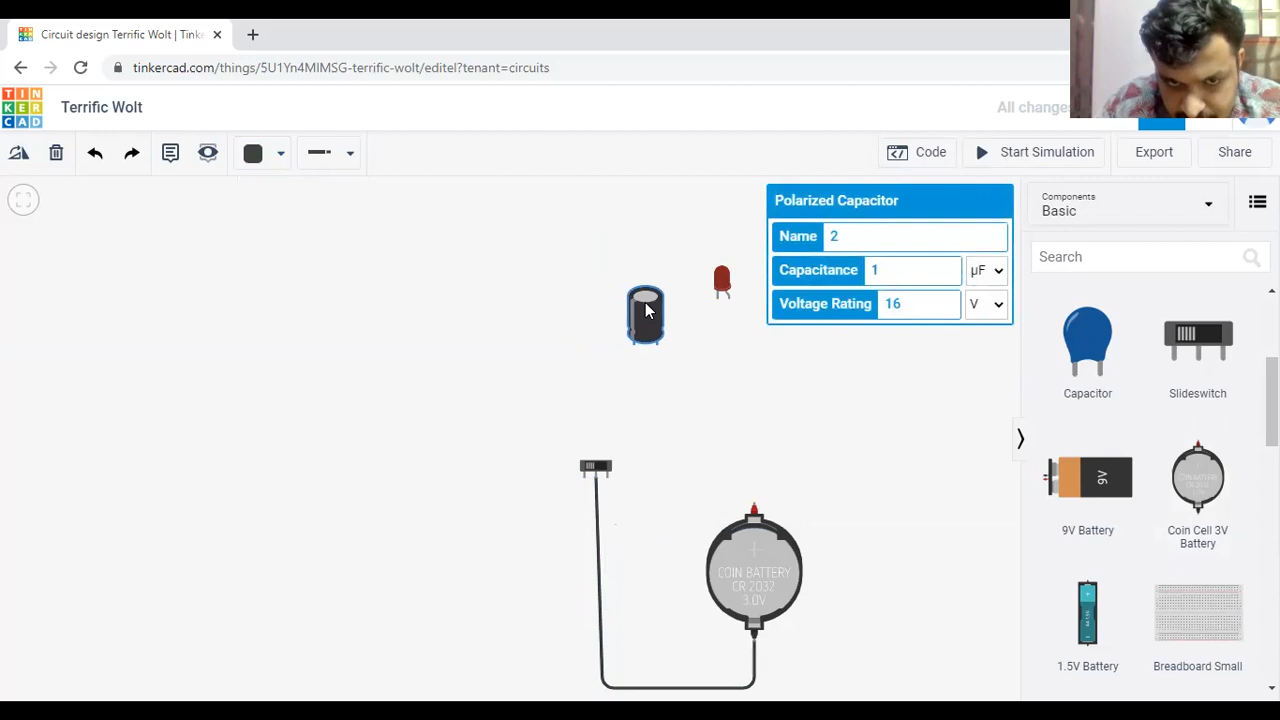 Circuit design Terrific Wolt | Tink
tinkercad.com/things/5U1Yn4MIMSG-terrific-wolt/editel?tenant=circuits
TIN
KER
CAD
Terrific Wolt
All changes
Code
Start Simulation
Export
Share
Polarized Capacitor
Name 2
Capacitance 1 µF
Voltage Rating 16 V
Components
Basic
Search
Capacitor
Slideswitch
9V
9V Battery
Coin Cell 3V
Battery
COIN BATTERY
CR 2032
3.0V
1.5V Battery
Breadboard Small